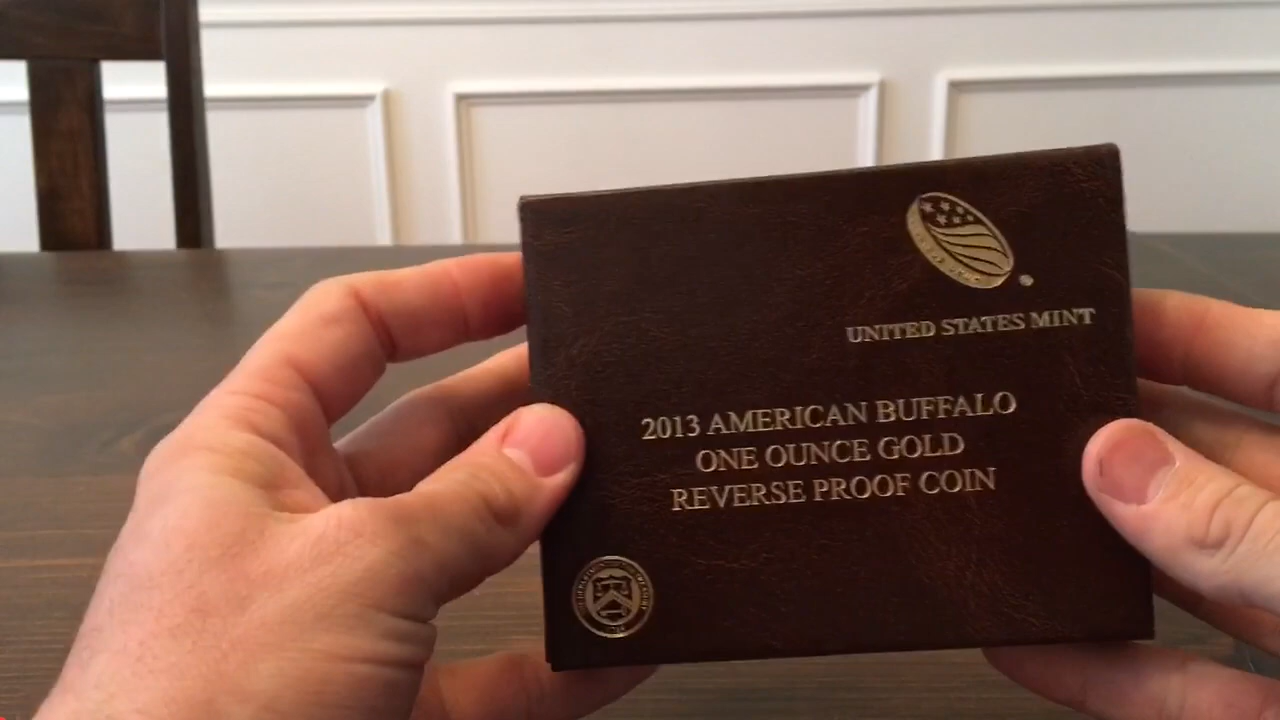 UNITED STATES MINT
2013 AMERICAN BUFFALO
ONE OUNCE GOLD
REVERSE PROOF COIN